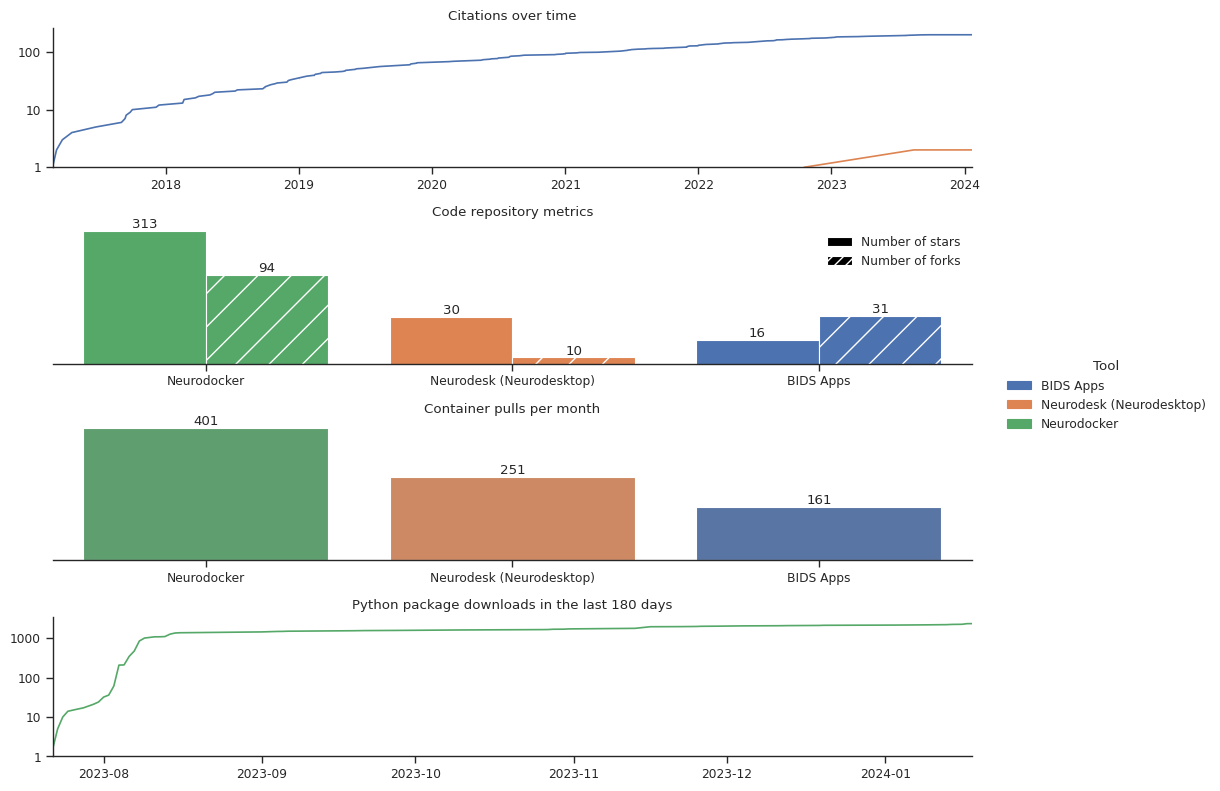 Citations over time
100
10
1
2018 2019 2020 2021 2022 2023 2024
Code repository metrics
313
94
30
10
16
31
Number of stars
Number of forks
Neurodocker Neurodesk (Neurodesktop) BIDS Apps
Container pulls per month
401
251
161
Neurodocker Neurodesk (Neurodesktop) BIDS Apps
Python package downloads in the last 180 days
1000
100
10
1
2023-08 2023-09 2023-10 2023-11 2023-12 2024-01
Tool
BIDS Apps
Neurodesk (Neurodesktop)
Neurodocker